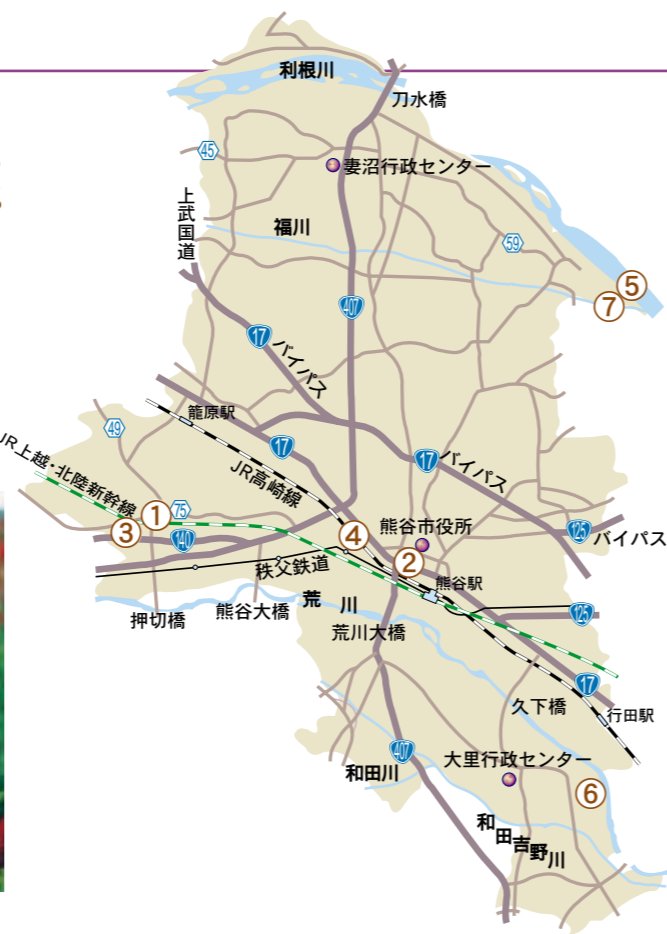 利根川
刀水橋
45
妻沼行政センター
上武国道
福川
59
⑤
⑦
407
17
バイパス
籠原駅
49
17
バイパス
17
JR高崎線
JR上越・北陸新幹線
①
75
③
140
④
熊谷市役所
125
バイパス
②
秩父鉄道
熊谷駅
押切橋
熊谷大橋
荒川
荒川大橋
125
17
久下橋
行田駅
407
和田川
大里行政センター
⑥
和田吉野川